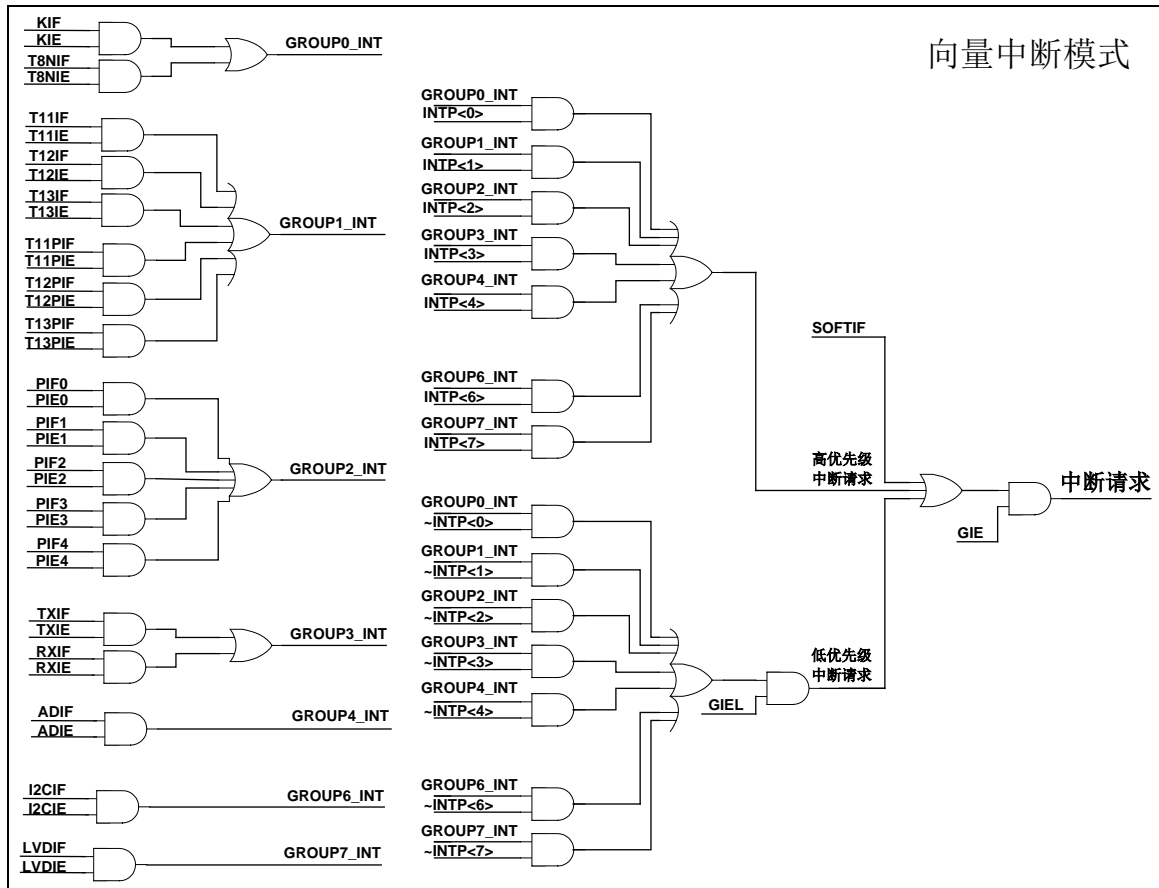 向量中断模式
KIF
KIE
T8NIF
T8NIE
GROUP0_INT
T11IF
T11IE
T12IF
T12IE
T13IF
T13IE
T11PIF
T11PIE
T12PIF
T12PIE
T13PIF
T13PIE
GROUP1_INT
PIF0
PIE0
PIF1
PIE1
PIF2
PIE2
PIF3
PIE3
PIF4
PIE4
GROUP2_INT
TXIF
TXIE
RXIF
RXIE
GROUP3_INT
ADIF
ADIE
GROUP4_INT
I2CIF
I2CIE
GROUP6_INT
LVDIF
LVDIE
GROUP7_INT
GROUP0_INT
INTP<0>
GROUP1_INT
INTP<1>
GROUP2_INT
INTP<2>
GROUP3_INT
INTP<3>
GROUP4_INT
INTP<4>
GROUP6_INT
INTP<6>
GROUP7_INT
INTP<7>
GROUP0_INT
~INTP<0>
GROUP1_INT
~INTP<1>
GROUP2_INT
~INTP<2>
GROUP3_INT
~INTP<3>
GROUP4_INT
~INTP<4>
GROUP6_INT
~INTP<6>
GROUP7_INT
~INTP<7>
GIEL
SOFTIF
高优先级
中断请求
低优先级
中断请求
GIE
中断请求